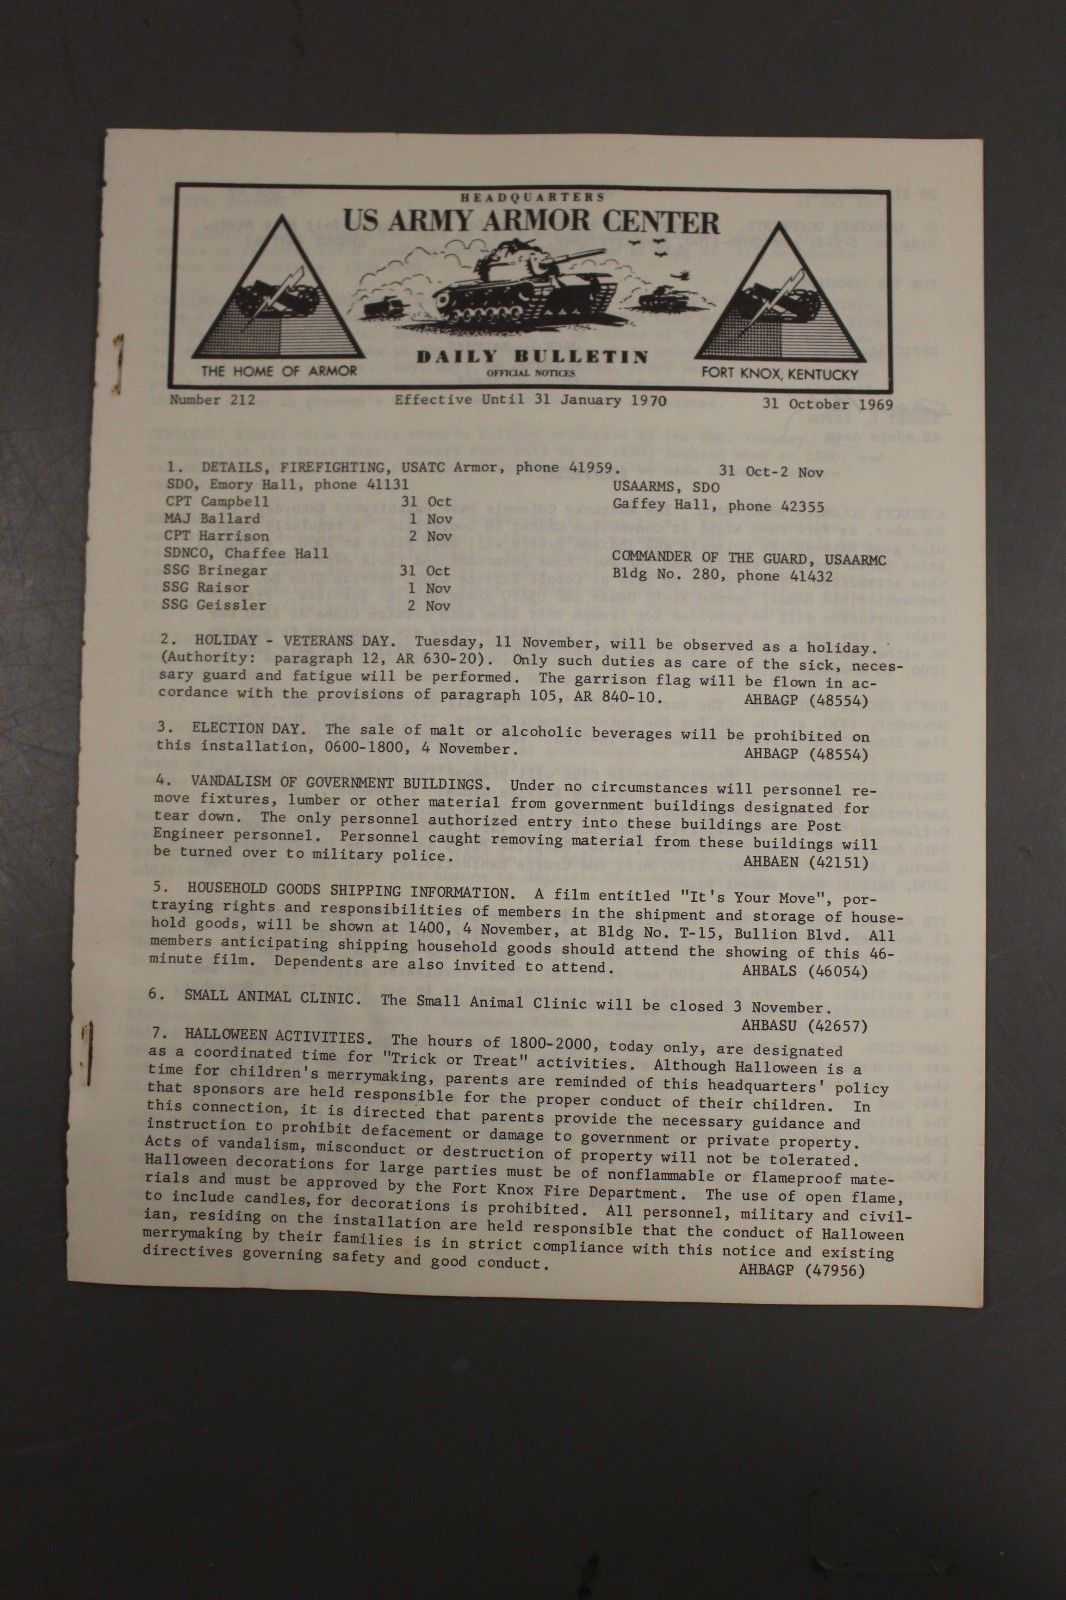 HEADQUARTERS
US ARMY ARMOR CENTER
DAILY BULLETIN
OFFICIAL NOTICES
THE HOME OF ARMOR
FORT KNOX, KENTUCKY
Number 212 Effective Until 31 January 1970 31 October 1969
1. DETAILS, FIREFIGHTING, USATC Armor, phone 41959. 31 Oct-2 Nov
SDO, Emory Hall, phone 41131 USAARMS, SDO
CPT Campbell 31 Oct Gaffey Hall, phone 42355
MAJ Ballard 1 Nov
CPT Harrison 2 Nov
SDNCO, Chaffee Hall COMMANDER OF THE GUARD, USAARMC
SSG Brinegar 31 Oct Bldg No. 280, phone 41432
SSG Raisor 1 Nov
SSG Geissler 2 Nov
2. HOLIDAY - VETERANS DAY. Tuesday, 11 November, will be observed as a holiday.
(Authority: paragraph 12, AR 630-20). Only such duties as care of the sick, neces-
sary guard and fatigue will be performed. The garrison flag will be flown in ac-
cordance with the provisions of paragraph 105, AR 840-10. AHBAGP (48554)
3. ELECTION DAY. The sale of malt or alcoholic beverages will be prohibited on
this installation, 0600-1800, 4 November. AHBAGP (48554)
4. VANDALISM OF GOVERNMENT BUILDINGS. Under no circumstances will personnel re-
move fixtures, lumber or other material from government buildings designated for
tear down. The only personnel authorized entry into these buildings are Post
Engineer personnel. Personnel caught removing material from these buildings will
be turned over to military police. AHBAEN (42151)
5. HOUSEHOLD GOODS SHIPPING INFORMATION. A film entitled "It's Your Move", por-
traying rights and responsibilities of members in the shipment and storage of house-
hold goods, will be shown at 1400, 4 November, at Bldg No. T-15, Bullion Blvd. All
members anticipating shipping household goods should attend the showing of this 46-
minute film. Dependents are also invited to attend. AHBALS (46054)
6. SMALL ANIMAL CLINIC. The Small Animal Clinic will be closed 3 November.
AHBASU (42657)
7. HALLOWEEN ACTIVITIES. The hours of 1800-2000, today only, are designated
as a coordinated time for "Trick or Treat" activities. Although Halloween is a
time for children's merrymaking, parents are reminded of this headquarters' policy
that sponsors are held responsible for the proper conduct of their children. In
this connection, it is directed that parents provide the necessary guidance and
instruction to prohibit defacement or damage to government or private property.
Acts of vandalism, misconduct or destruction of property will not be tolerated.
Halloween decorations for large parties must be of nonflammable or flameproof mate-
rials and must be approved by the Fort Knox Fire Department. The use of open flame,
to include candles, for decorations is prohibited. All personnel, military and civil-
ian, residing on the installation are held responsible that the conduct of Halloween
merrymaking by their families is in strict compliance with this notice and existing
directives governing safety and good conduct. AHBAGP (47956)